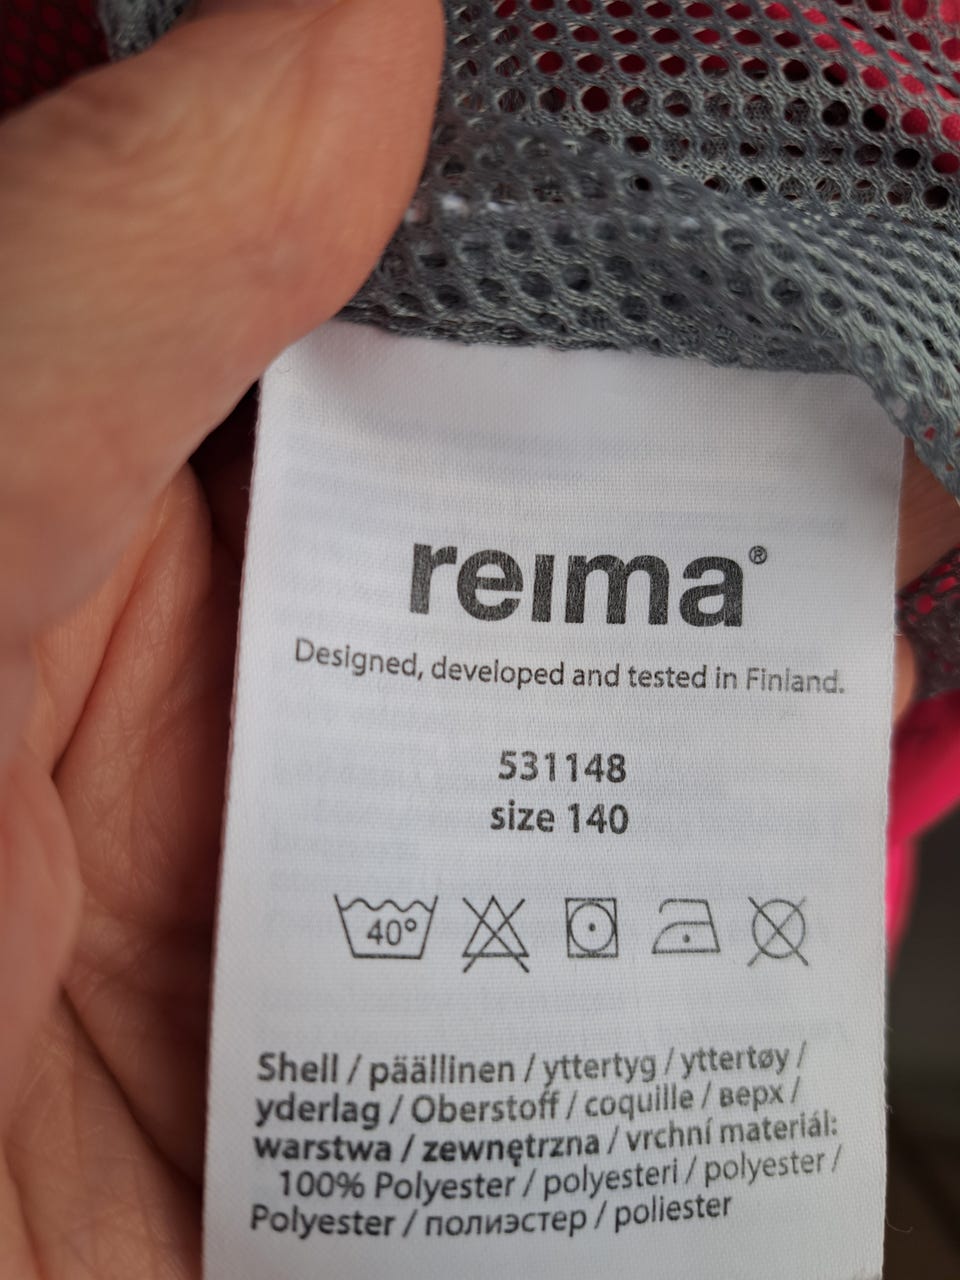 reima®
Designed, developed and tested in Finland.
531148
size 140
40°
Shell / päällinen / yttertyg / yttertøy /
yderlag / Oberstoff / coquille / верх /
warstwa / zewnętrzna / vrchní materiál:
100% Polyester / polyesteri / polyester /
Polyester / полиэстер / poliester